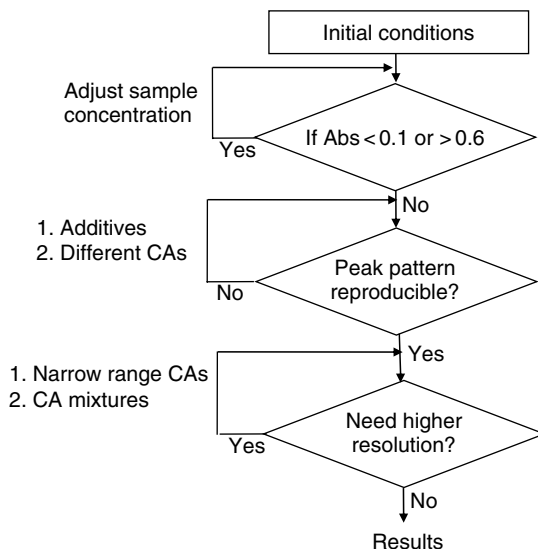 Initial conditions
Adjust sample
concentration
If Abs < 0.1 or > 0.6
Yes
No
1. Additives
2. Different CAs
Peak pattern
reproducible?
No
Yes
1. Narrow range CAs
2. CA mixtures
Need higher
resolution?
Yes
No
Results